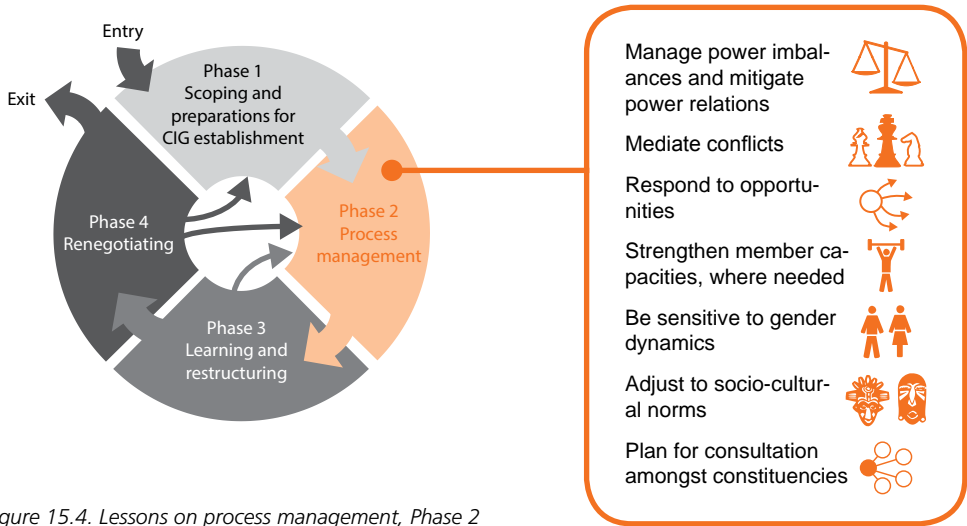 Entry
Exit
Phase 1
Scoping and
preparations for
CIG establishment
Phase 2
Process
management
Phase 3
Learning and
restructuring
Phase 4
Renegotiating
Manage power imbal-
ances and mitigate
power relations
Mediate conflicts
Respond to opportu-
nities
Strengthen member ca-
pacities, where needed
Be sensitive to gender
dynamics
Adjust to socio-cultur-
al norms
Plan for consultation
amongst constituencies
gure 15.4. Lessons on process management, Phase 2